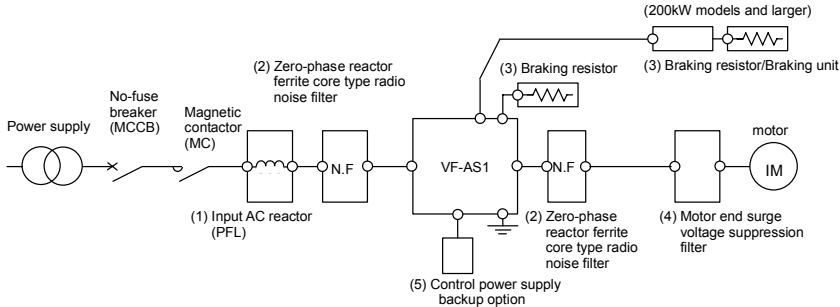 (200kW models and larger)
(2) Zero-phase reactor
ferrite core type radio
noise filter
(3) Braking resistor
(3) Braking resistor/Braking unit
No-fuse
breaker
(MCCB)
Magnetic
contactor
(MC)
Power supply
motor
N.F
VF-AS1
N.F
IM
(1) Input AC reactor
(PFL)
(2) Zero-phase
reactor ferrite
core type radio
noise filter
(4) Motor end surge
voltage suppression
filter
(5) Control power supply
backup option